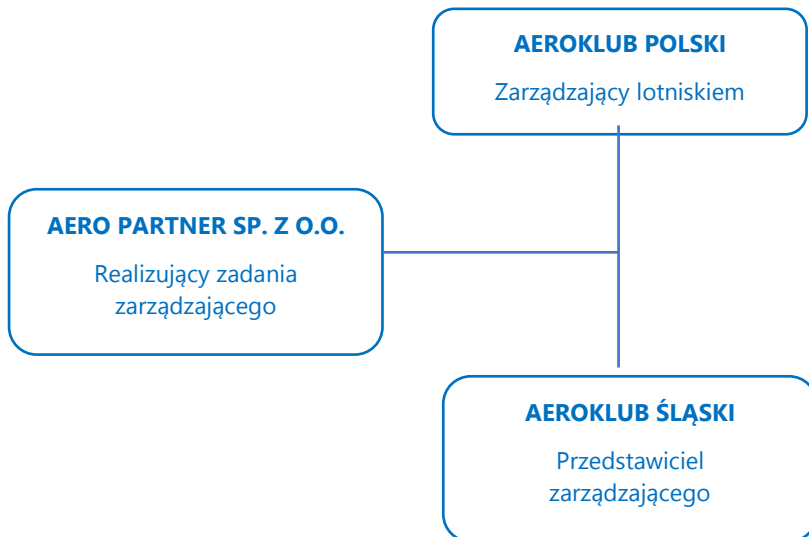 AEROKLUB POLSKI
Zarządzający lotniskiem
AERO PARTNER SP. Z O.O.
Realizujący zadania
zarządzającego
AEROKLUB ŚLĄSKI
Przedstawiciel
zarządzającego